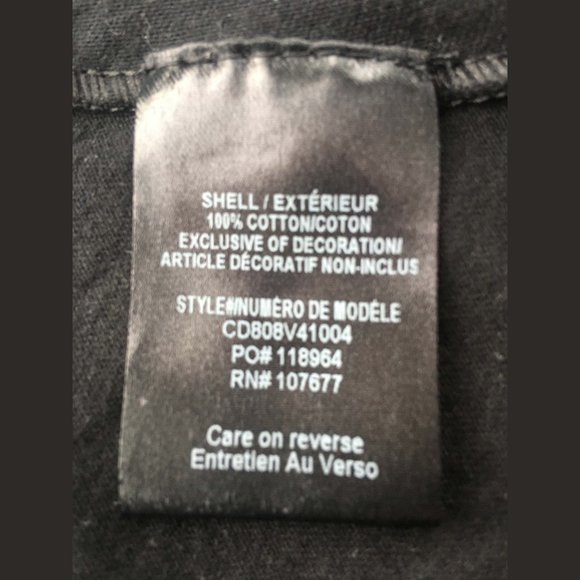 SHELL / EXTÉRIEUR
100% COTTON/COTON
EXCLUSIVE OF DECORATION/
ARTICLE DÉCORATIF NON-INCLUS
STYLE#/NUMÉRO DE MODÈLE
CD808V41004
PO# 118964
RN# 107677
Care on reverse
Entretien Au Verso